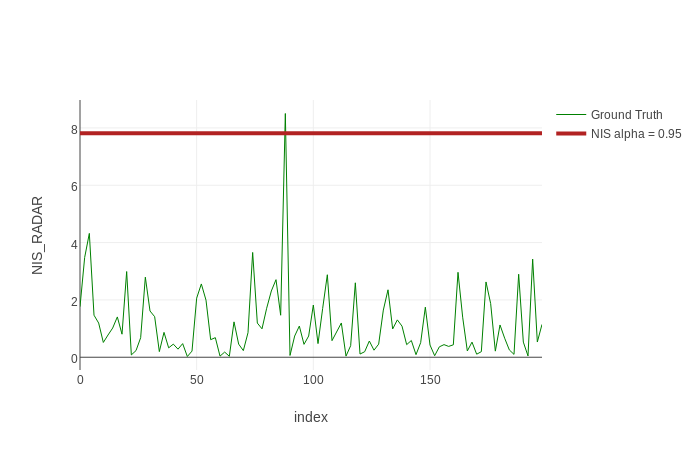 8
6
4
2
0
0
50
100
150
index
NIS_RADAR
Ground Truth
NIS alpha = 0.95